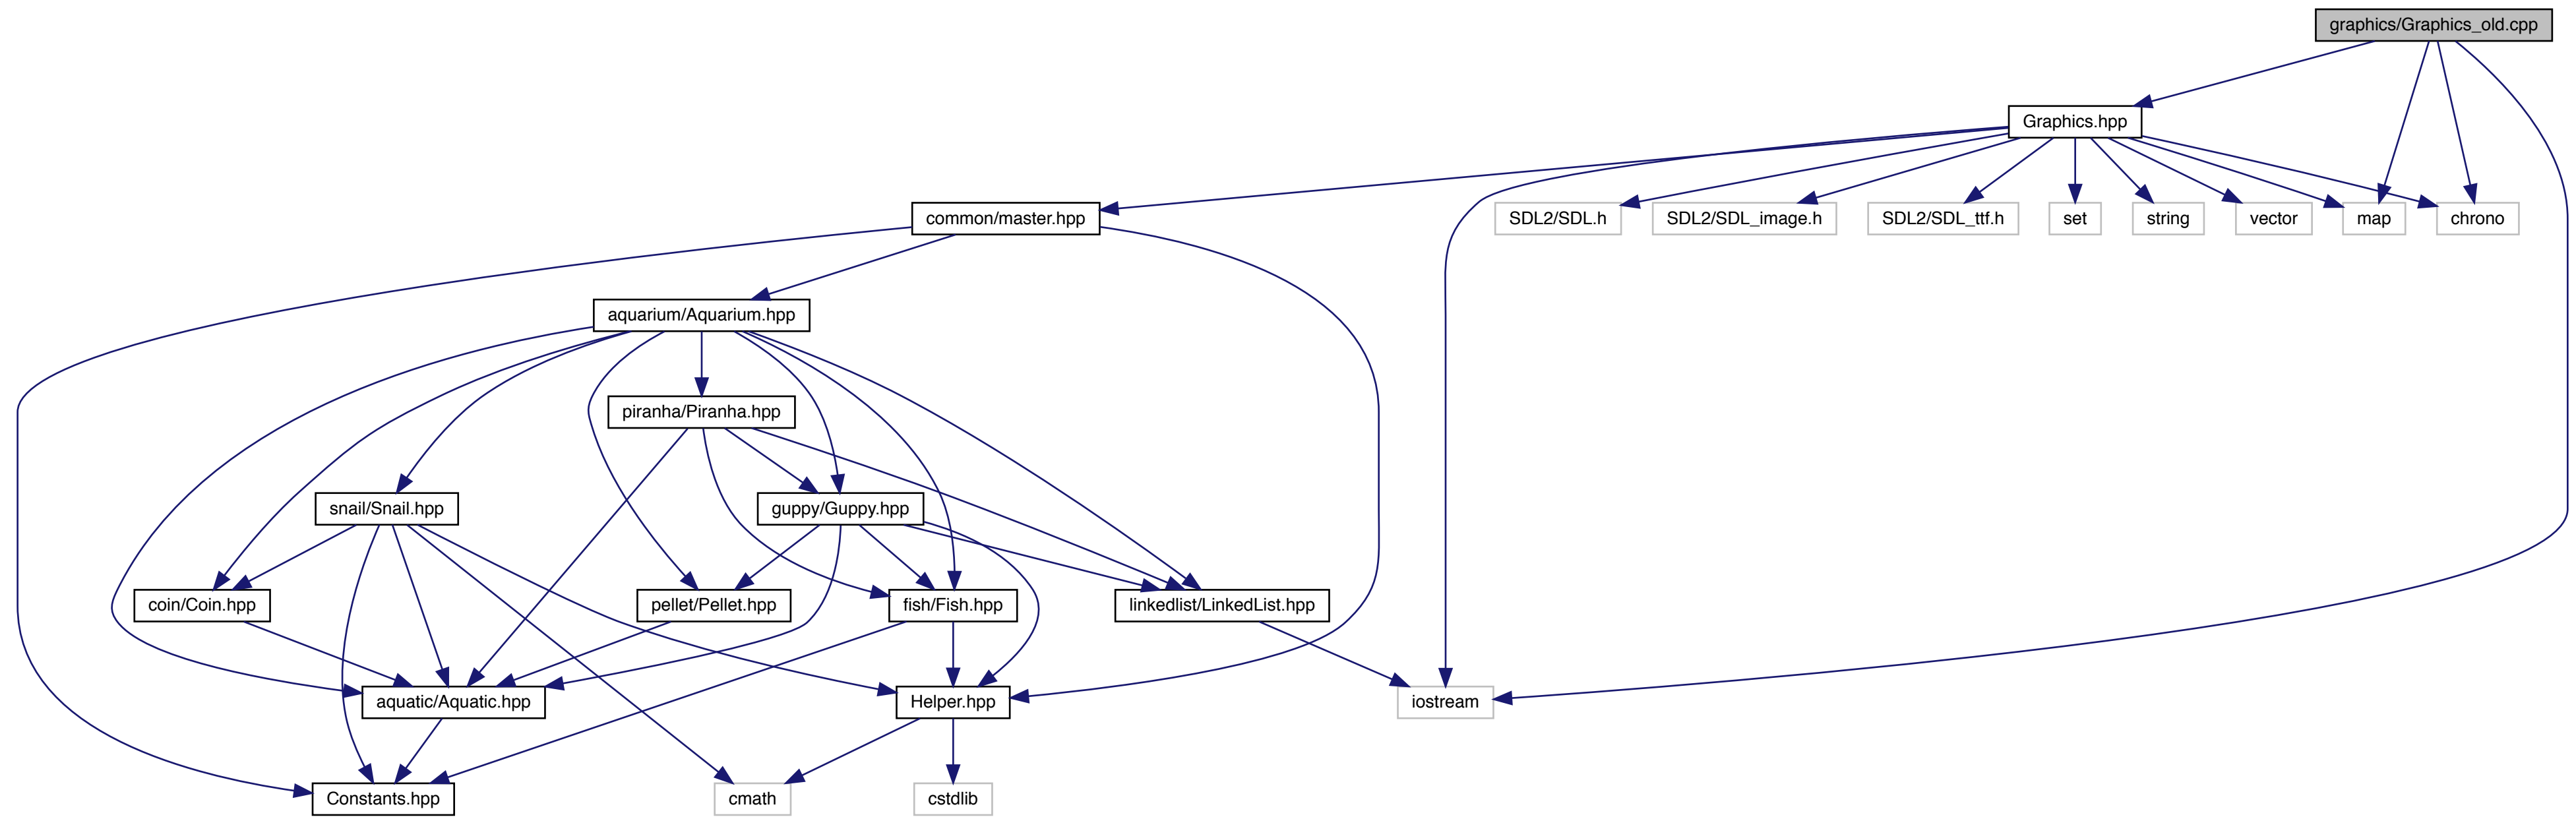 graphics/Graphics_old.cpp
Graphics.hpp
common/master.hpp
SDL2/SDL.h
SDL2/SDL_image.h
SDL2/SDL_ttf.h
set
string
vector
map
chrono
aquarium/Aquarium.hpp
piranha/Piranha.hpp
snail/Snail.hpp
guppy/Guppy.hpp
coin/Coin.hpp
pellet/Pellet.hpp
fish/Fish.hpp
linkedlist/LinkedList.hpp
aquatic/Aquatic.hpp
Helper.hpp
iostream
Constants.hpp
cmath
cstdlib